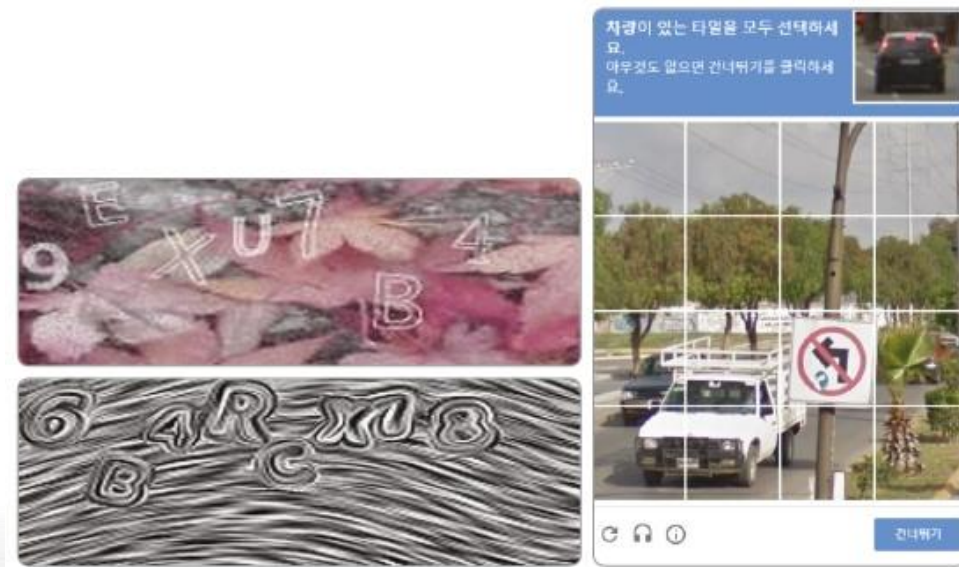 차량이 있는 타일을 모두 선택하세
요.
아무것도 없으면 건너뛰기를 클릭하세
요.
9 E X U 7 B 4
6 B 4 R C X U 8
건너뛰기